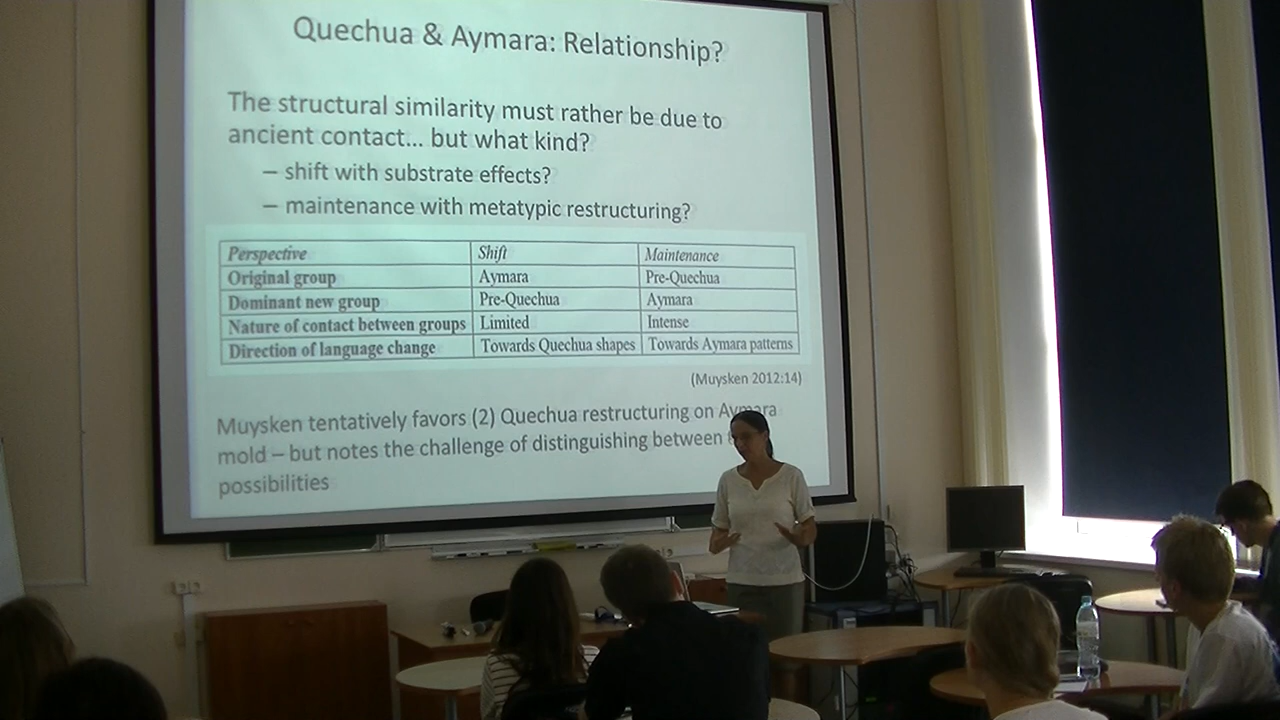 Quechua & Aymara: Relationship?
The structural similarity must rather be due to
ancient contact... but what kind?
– shift with substrate effects?
– maintenance with metatypic restructuring?
Perspective Shift Maintenance
Original group Aymara Pre-Quechua
Dominant new group Pre-Quechua Aymara
Nature of contact between groups Limited Intense
Direction of language change Towards Quechua shapes Towards Aymara patterns
(Muysken 2012:14)
Muysken tentatively favors (2) Quechua restructuring on Aymara
mold – but notes the challenge of distinguishing between
possibilities